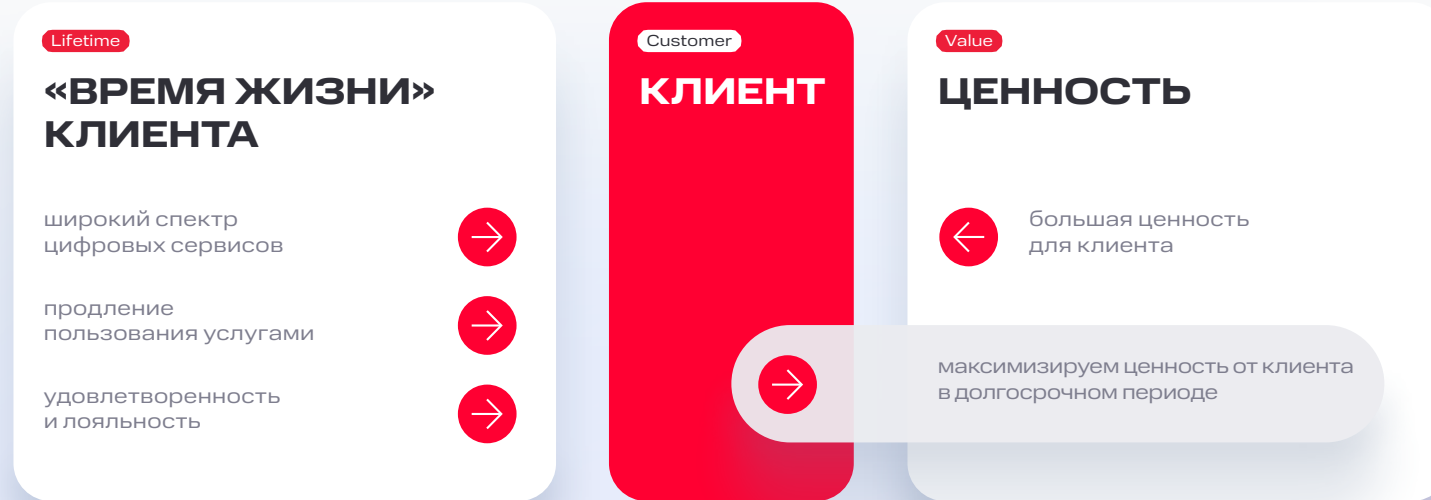 Lifetime
«ВРЕМЯ ЖИЗНИ»
КЛИЕНТА
широкий спектр
цифровых сервисов
продление
пользования услугами
удовлетворенность
и лояльность
Customer
КЛИЕНТ
Value
ЦЕННОСТЬ
большая ценность
для клиента
максимизируем ценность от клиента
в долгосрочном периоде